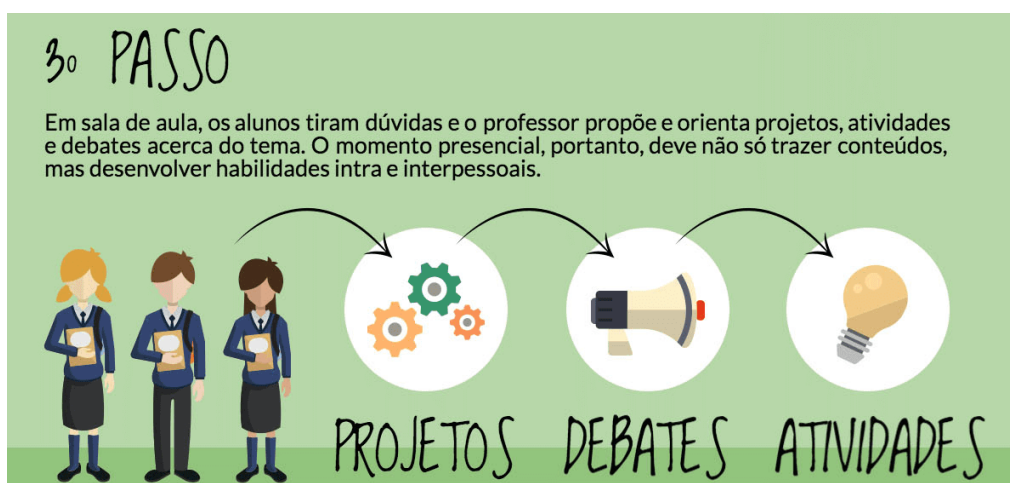 3º PASSO
Em sala de aula, os alunos tiram dúvidas e o professor propõe e orienta projetos, atividades
e debates acerca do tema. O momento presencial, portanto, deve não só trazer conteúdos,
mas desenvolver habilidades intra e interpessoais.
PROJETOS DEBATES ATIVIDADES